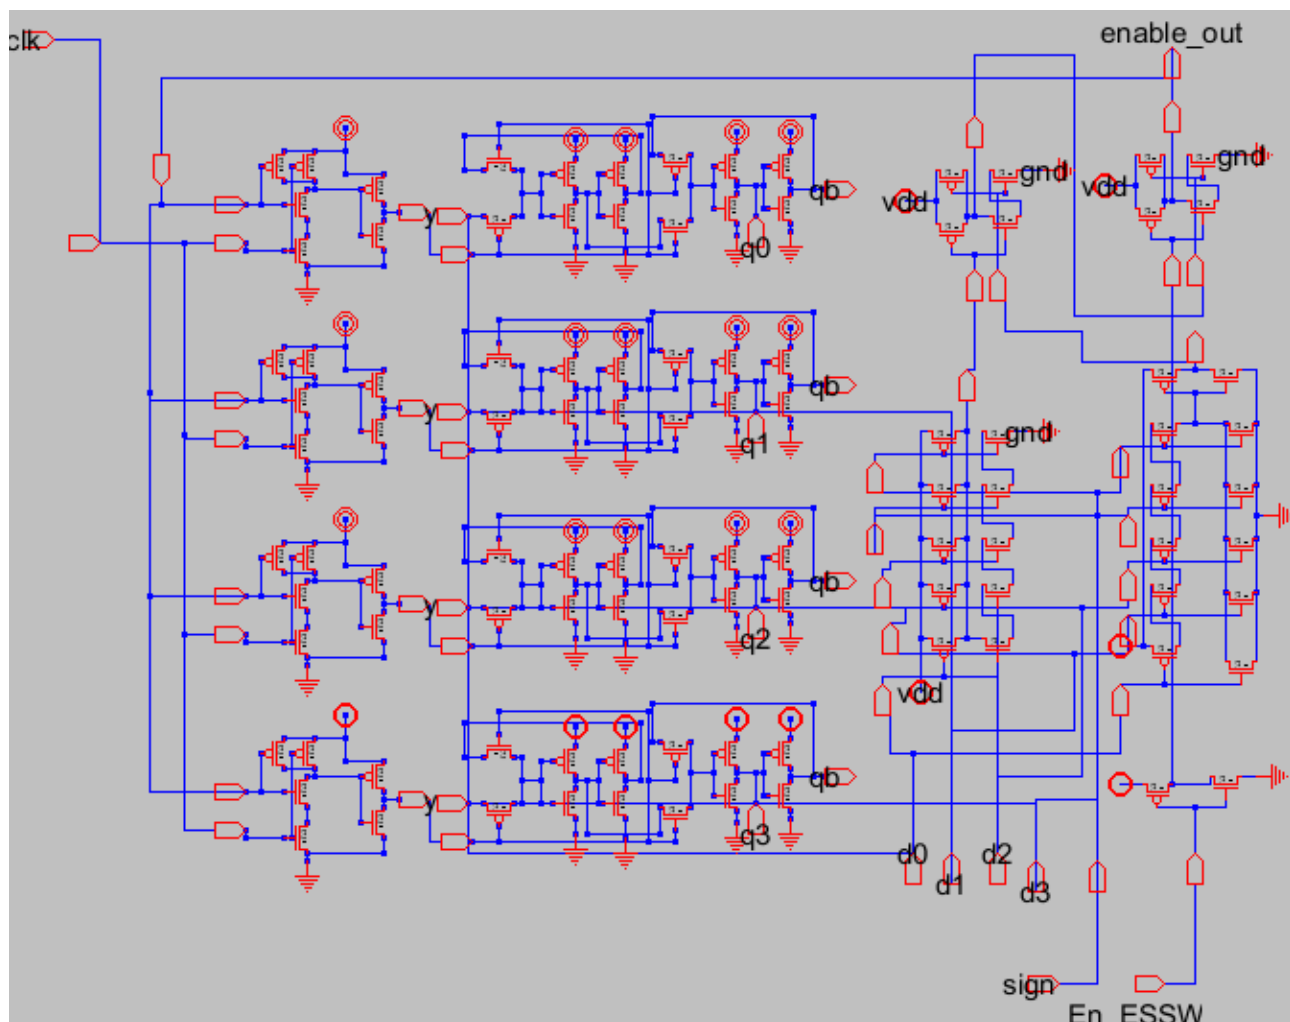 clk
enable_out
gnd
gnd
vdd
vdd
y
qb
q0
y
qb
q1
gnd
y
qb
q2
vdd
y
qb
q3
d0
d1
d2
d3
sign
En_ESSW